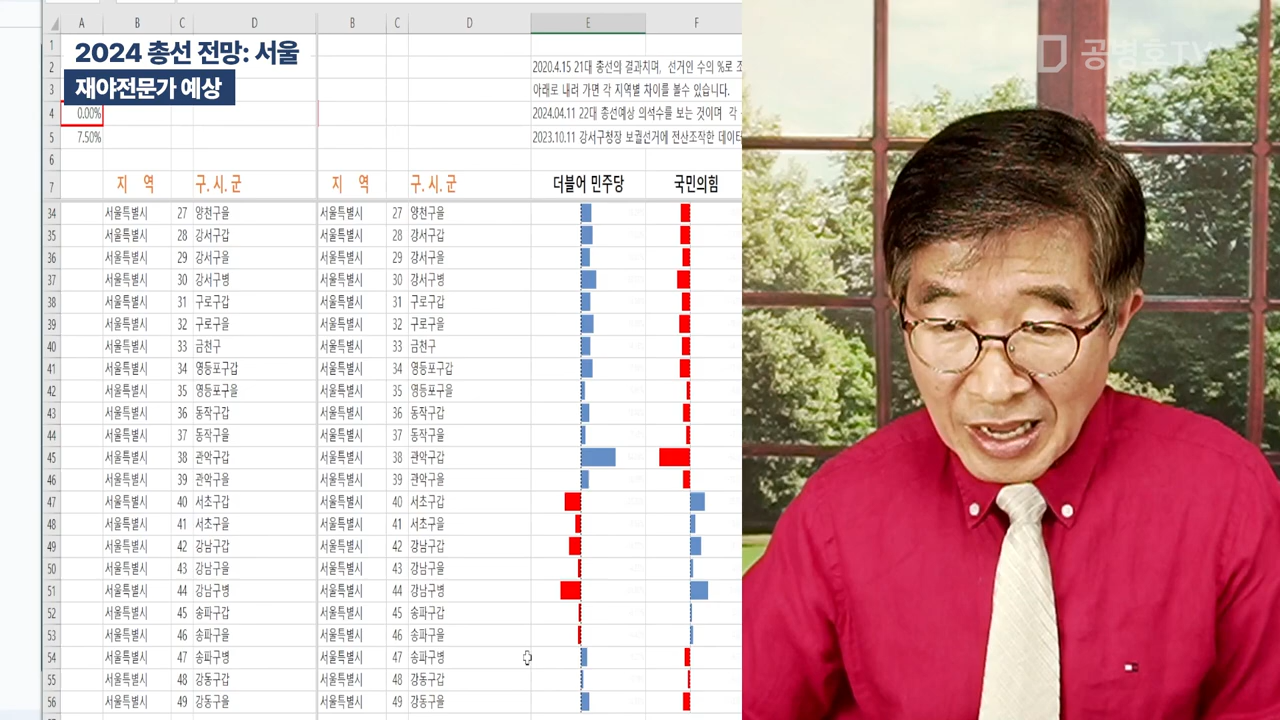 A B C D B C D E F
2024 총선 전망: 서울
재야전문가 예상
공병호TV
1
2 2020.4.15 21대 총선의 결과치며, 선거인 수의 %로
3 아래로 내려 가면 각 지역별 차이를 볼수 있습니다.
4 0.00% 2024.04.11 22대 총선예상 의석수를 보는 것이며 각
5 7.50% 2023.10.11 강서구청장 보궐선거에 전산조작한 데이터
6
7 지 역 구. 시. 군 지 역 구. 시. 군 더불어 민주당 국민의힘
34 서울특별시 27 양천구을 서울특별시 27 양천구을
35 서울특별시 28 강서구갑 서울특별시 28 강서구갑
36 서울특별시 29 강서구을 서울특별시 29 강서구을
37 서울특별시 30 강서구병 서울특별시 30 강서구병
38 서울특별시 31 구로구갑 서울특별시 31 구로구갑
39 서울특별시 32 구로구을 서울특별시 32 구로구을
40 서울특별시 33 금천구 서울특별시 33 금천구
41 서울특별시 34 영등포구갑 서울특별시 34 영등포구갑
42 서울특별시 35 영등포구을 서울특별시 35 영등포구을
43 서울특별시 36 동작구갑 서울특별시 36 동작구갑
44 서울특별시 37 동작구을 서울특별시 37 동작구을
45 서울특별시 38 관악구갑 서울특별시 38 관악구갑
46 서울특별시 39 관악구을 서울특별시 39 관악구을
47 서울특별시 40 서초구갑 서울특별시 40 서초구갑
48 서울특별시 41 서초구을 서울특별시 41 서초구을
49 서울특별시 42 강남구갑 서울특별시 42 강남구갑
50 서울특별시 43 강남구을 서울특별시 43 강남구을
51 서울특별시 44 강남구병 서울특별시 44 강남구병
52 서울특별시 45 송파구갑 서울특별시 45 송파구갑
53 서울특별시 46 송파구을 서울특별시 46 송파구을
54 서울특별시 47 송파구병 서울특별시 47 송파구병
55 서울특별시 48 강동구갑 서울특별시 48 강동구갑
56 서울특별시 49 강동구을 서울특별시 49 강동구을